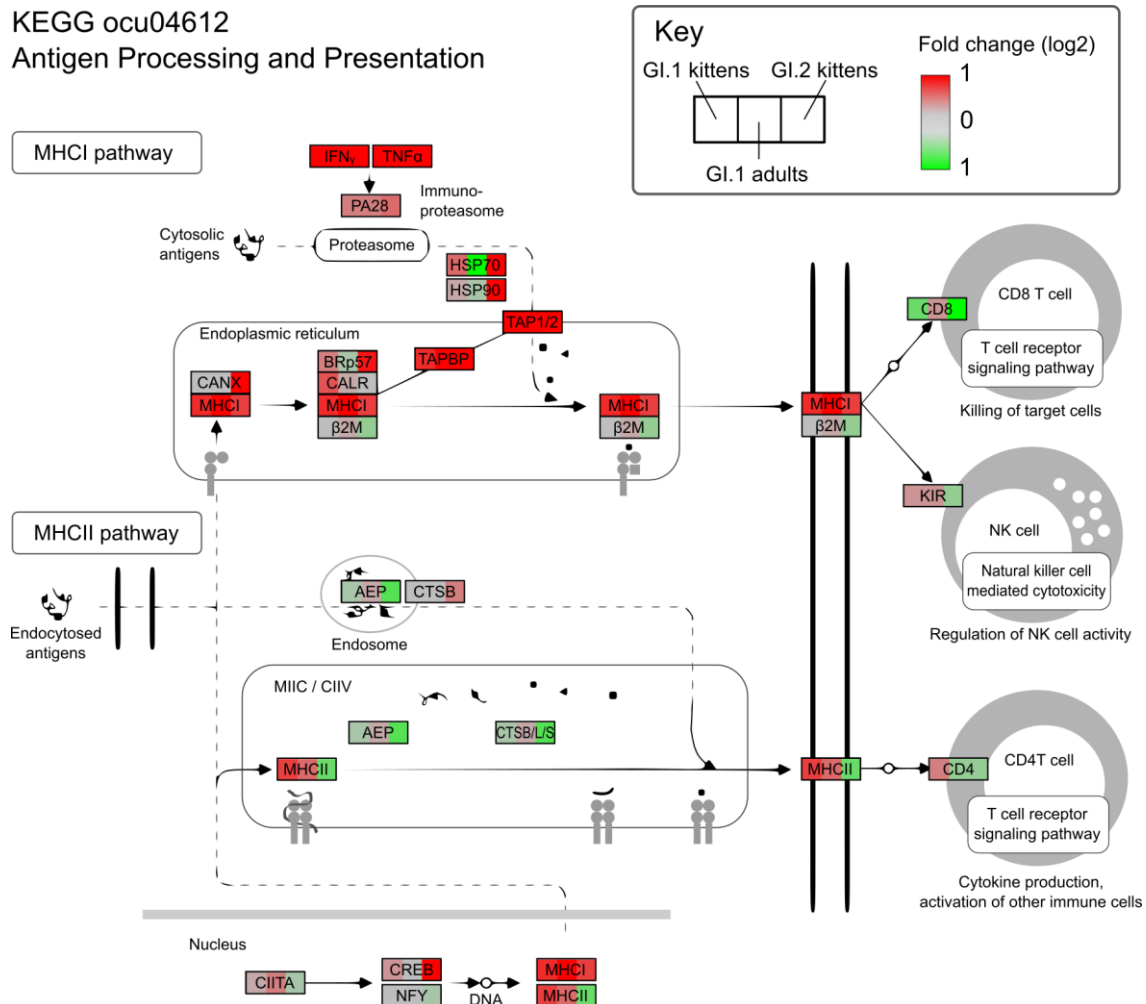 KEGG ocu04612
Antigen Processing and Presentation
Key
Fold change (log2)
GI.1 kittens
GI.2 kittens
GI.1 adults
1
0
1
MHCI pathway
IFNγ
TNFα
PA28
Immuno-
proteasome
Cytosolic
antigens
Proteasome
HSP70
HSP90
TAP1/2
Endoplasmic reticulum
TAPBP
BRp57
CANX
CALR
MHCI
MHCI
β2M
MHCI
β2M
MHCI
β2M
CD8
CD8 T cell
T cell receptor
signaling pathway
Killing of target cells
KIR
NK cell
Natural killer cell
mediated cytotoxicity
Regulation of NK cell activity
MHCII pathway
Endocytosed
antigens
AEP
CTSB
Endosome
MIIC / CIIV
AEP
CTSB/L/S
MHCII
MHCII
CD4
CD4T cell
T cell receptor
signaling pathway
Cytokine production,
activation of other immune cells
Nucleus
CIITA
CREB
NFY
DNA
MHCI
MHCII